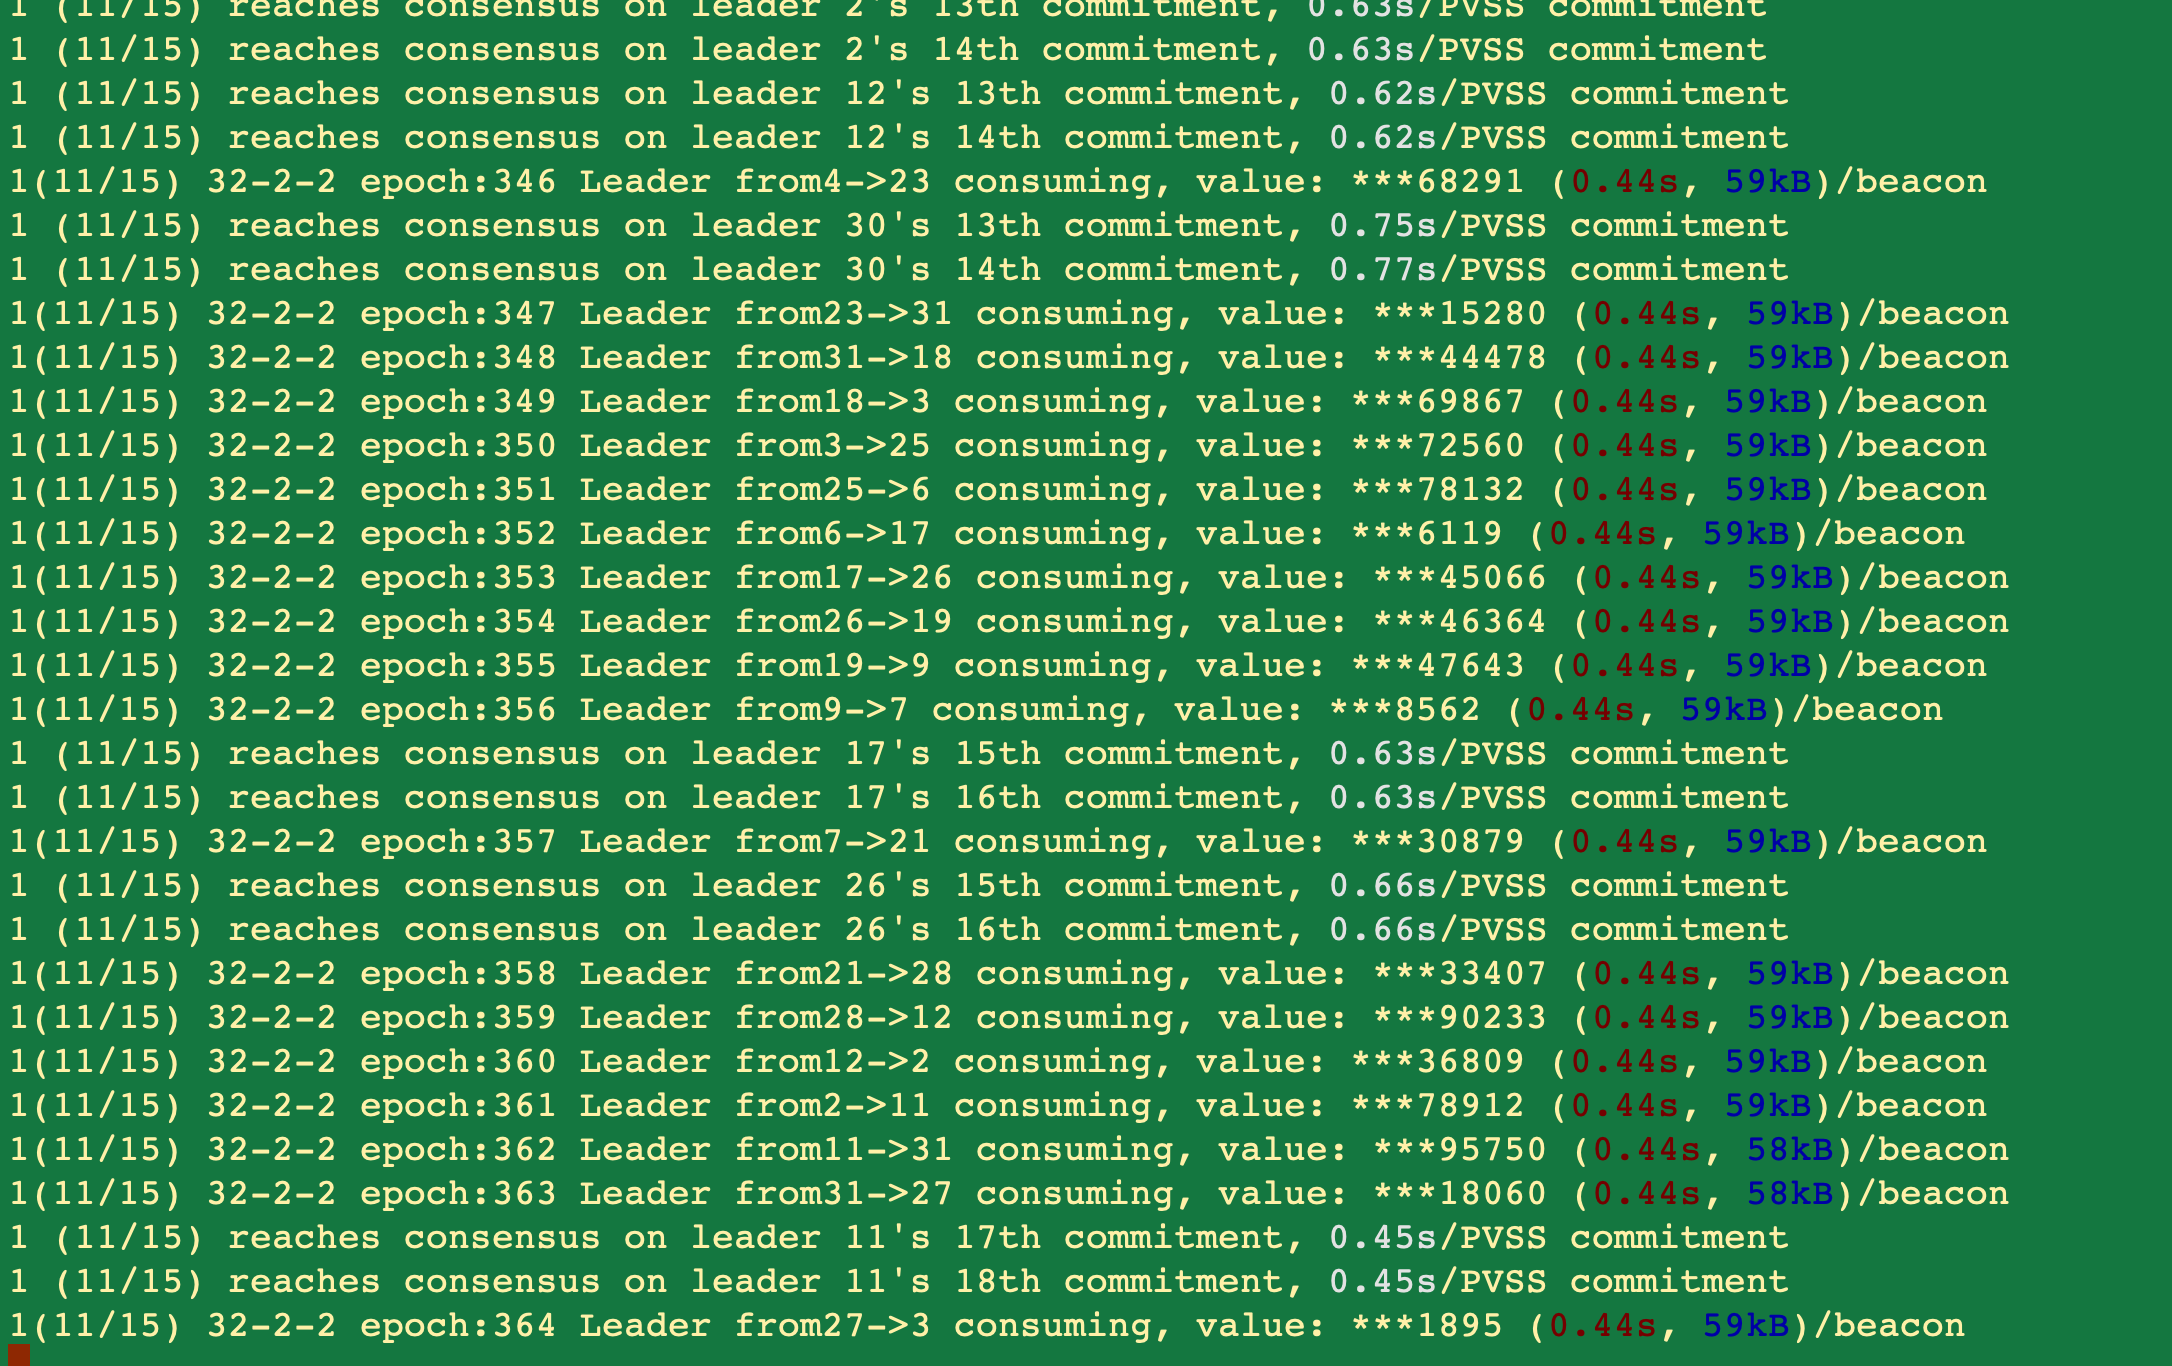 1 (11/15) reaches consensus on leader 2's 13th commitment, 0.63s/PVSS commitment
1 (11/15) reaches consensus on leader 2's 14th commitment, 0.63s/PVSS commitment
1 (11/15) reaches consensus on leader 12's 13th commitment, 0.62s/PVSS commitment
1 (11/15) reaches consensus on leader 12's 14th commitment, 0.62s/PVSS commitment
1(11/15) 32-2-2 epoch:346 Leader from4->23 consuming, value: ***68291 (0.44s, 59kB)/beacon
1 (11/15) reaches consensus on leader 30's 13th commitment, 0.75s/PVSS commitment
1 (11/15) reaches consensus on leader 30's 14th commitment, 0.77s/PVSS commitment
1(11/15) 32-2-2 epoch:347 Leader from23->31 consuming, value: ***15280 (0.44s, 59kB)/beacon
1(11/15) 32-2-2 epoch:348 Leader from31->18 consuming, value: ***44478 (0.44s, 59kB)/beacon
1(11/15) 32-2-2 epoch:349 Leader from18->3 consuming, value: ***69867 (0.44s, 59kB)/beacon
1(11/15) 32-2-2 epoch:350 Leader from3->25 consuming, value: ***72560 (0.44s, 59kB)/beacon
1(11/15) 32-2-2 epoch:351 Leader from25->6 consuming, value: ***78132 (0.44s, 59kB)/beacon
1(11/15) 32-2-2 epoch:352 Leader from6->17 consuming, value: ***6119 (0.44s, 59kB)/beacon
1(11/15) 32-2-2 epoch:353 Leader from17->26 consuming, value: ***45066 (0.44s, 59kB)/beacon
1(11/15) 32-2-2 epoch:354 Leader from26->19 consuming, value: ***46364 (0.44s, 59kB)/beacon
1(11/15) 32-2-2 epoch:355 Leader from19->9 consuming, value: ***47643 (0.44s, 59kB)/beacon
1(11/15) 32-2-2 epoch:356 Leader from9->7 consuming, value: ***8562 (0.44s, 59kB)/beacon
1 (11/15) reaches consensus on leader 17's 15th commitment, 0.63s/PVSS commitment
1 (11/15) reaches consensus on leader 17's 16th commitment, 0.63s/PVSS commitment
1(11/15) 32-2-2 epoch:357 Leader from7->21 consuming, value: ***30879 (0.44s, 59kB)/beacon
1 (11/15) reaches consensus on leader 26's 15th commitment, 0.66s/PVSS commitment
1 (11/15) reaches consensus on leader 26's 16th commitment, 0.66s/PVSS commitment
1(11/15) 32-2-2 epoch:358 Leader from21->28 consuming, value: ***33407 (0.44s, 59kB)/beacon
1(11/15) 32-2-2 epoch:359 Leader from28->12 consuming, value: ***90233 (0.44s, 59kB)/beacon
1(11/15) 32-2-2 epoch:360 Leader from12->2 consuming, value: ***36809 (0.44s, 59kB)/beacon
1(11/15) 32-2-2 epoch:361 Leader from2->11 consuming, value: ***78912 (0.44s, 59kB)/beacon
1(11/15) 32-2-2 epoch:362 Leader from11->31 consuming, value: ***95750 (0.44s, 58kB)/beacon
1(11/15) 32-2-2 epoch:363 Leader from31->27 consuming, value: ***18060 (0.44s, 58kB)/beacon
1 (11/15) reaches consensus on leader 11's 17th commitment, 0.45s/PVSS commitment
1 (11/15) reaches consensus on leader 11's 18th commitment, 0.45s/PVSS commitment
1(11/15) 32-2-2 epoch:364 Leader from27->3 consuming, value: ***1895 (0.44s, 59kB)/beacon